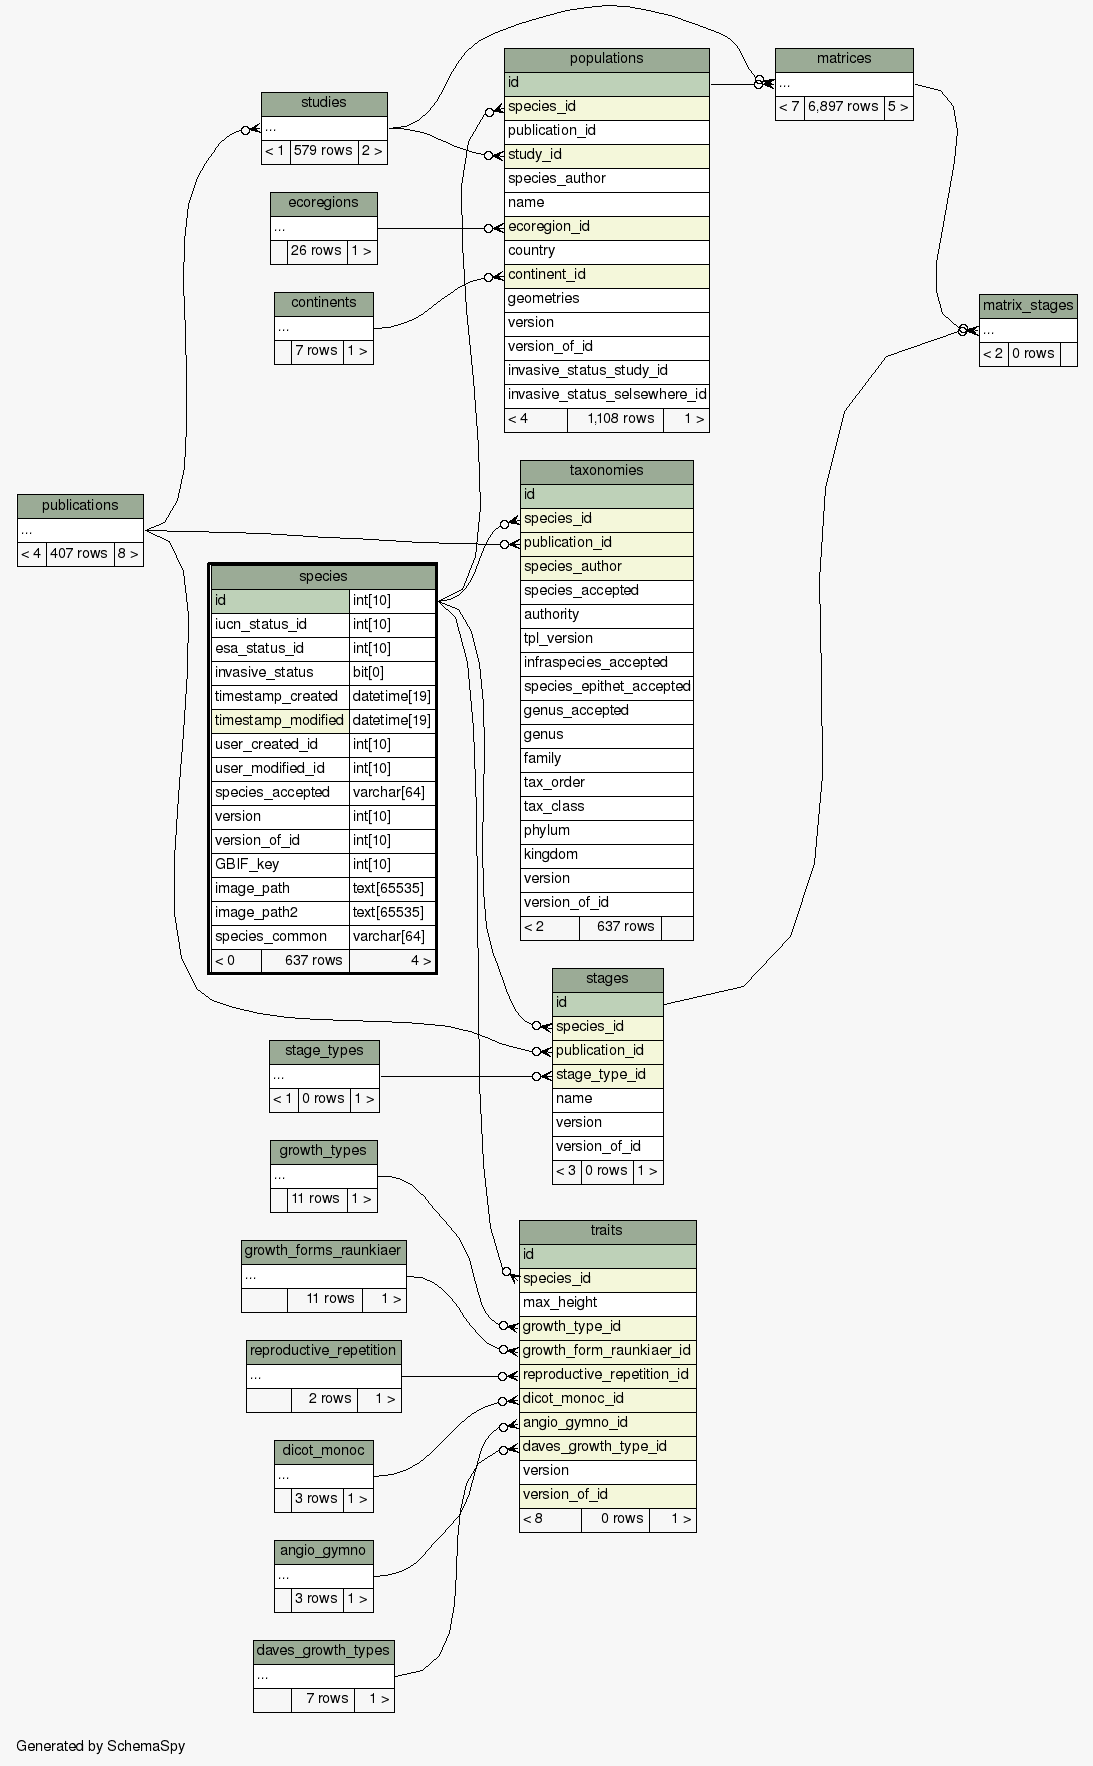 populations
id
species_id
publication_id
study_id
species_author
name
ecoregion_id
country
continent_id
geometries
version
version_of_id
invasive_status_study_id
invasive_status_selsewhere_id
< 4 1,108 rows 1 >
matrices
...
< 7 6,897 rows 5 >
studies
...
< 1 579 rows 2 >
ecoregions
...
26 rows 1 >
continents
...
7 rows 1 >
matrix_stages
...
< 2 0 rows
publications
...
< 4 407 rows 8 >
taxonomies
id
species_id
publication_id
species_author
species_accepted
authority
tpl_version
infraspecies_accepted
species_epithet_accepted
genus_accepted
genus
family
tax_order
tax_class
phylum
kingdom
version
version_of_id
< 2 637 rows
species
id int[10]
iucn_status_id int[10]
esa_status_id int[10]
invasive_status bit[0]
timestamp_created datetime[19]
timestamp_modified datetime[19]
user_created_id int[10]
user_modified_id int[10]
species_accepted varchar[64]
version int[10]
version_of_id int[10]
GBIF_key int[10]
image_path text[65535]
image_path2 text[65535]
species_common varchar[64]
< 0 637 rows 4 >
stages
id
species_id
publication_id
stage_type_id
name
version
version_of_id
< 3 0 rows 1 >
stage_types
...
< 1 0 rows 1 >
growth_types
...
11 rows 1 >
growth_forms_raunkiaer
...
11 rows 1 >
reproductive_repetition
...
2 rows 1 >
dicot_monoc
...
3 rows 1 >
angio_gymno
...
3 rows 1 >
daves_growth_types
...
7 rows 1 >
traits
id
species_id
max_height
growth_type_id
growth_form_raunkiaer_id
reproductive_repetition_id
dicot_monoc_id
angio_gymno_id
daves_growth_type_id
version
version_of_id
< 8 0 rows 1 >
Generated by SchemaSpy